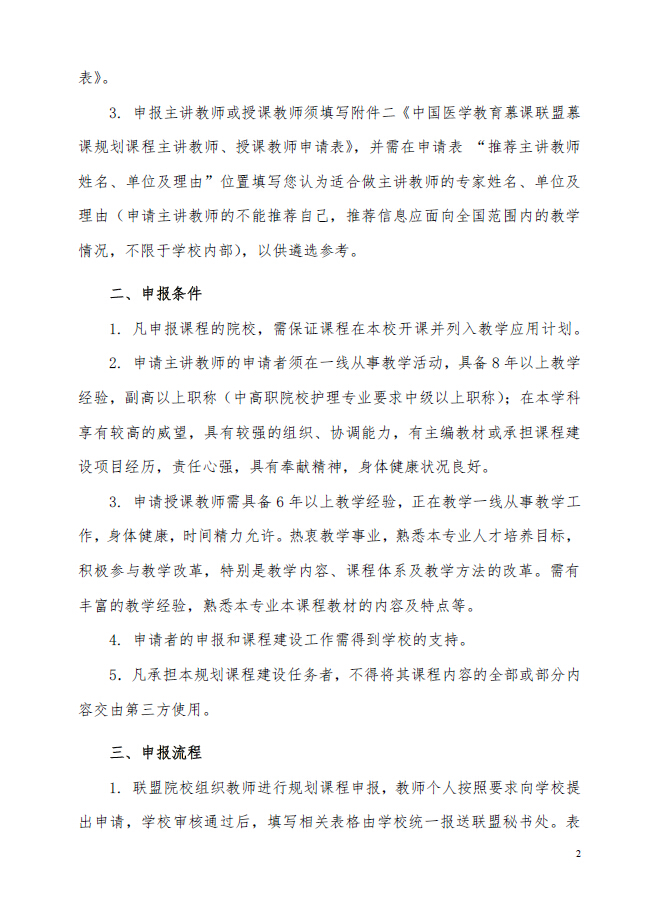 表》。
3. 申报主讲教师或授课教师须填写附件二《中国医学教育慕课联盟慕
课规划课程主讲教师、授课教师申请表》，并需在申请表 “推荐主讲教师
姓名、单位及理由”位置填写您认为适合做主讲教师的专家姓名、单位及
理由（申请主讲教师的不能推荐自己，推荐信息应面向全国范围内的教学
情况，不限于学校内部），以供遴选参考。
二、申报条件
1. 凡申报课程的院校，需保证课程在本校开课并列入教学应用计划。
2. 申请主讲教师的申请者须在一线从事教学活动，具备 8 年以上教学
经验，副高以上职称（中高职院校护理专业要求中级以上职称）；在本学科
享有较高的威望，具有较强的组织、协调能力，有主编教材或承担课程建
设项目经历，责任心强，具有奉献精神，身体健康状况良好。
3. 申请授课教师需具备 6 年以上教学经验，正在教学一线从事教学工
作，身体健康，时间精力允许。热衷教学事业，熟悉本专业人才培养目标，
积极参与教学改革，特别是教学内容、课程体系及教学方法的改革。需有
丰富的教学经验，熟悉本专业本课程教材的内容及特点等。
4. 申请者的申报和课程建设工作需得到学校的支持。
5. 凡承担本规划课程建设任务者，不得将其课程内容的全部或部分内
容交由第三方使用。
三、申报流程
1. 联盟院校组织教师进行规划课程申报，教师个人按照要求向学校提
出申请，学校审核通过后，填写相关表格由学校统一报送联盟秘书处。表
2